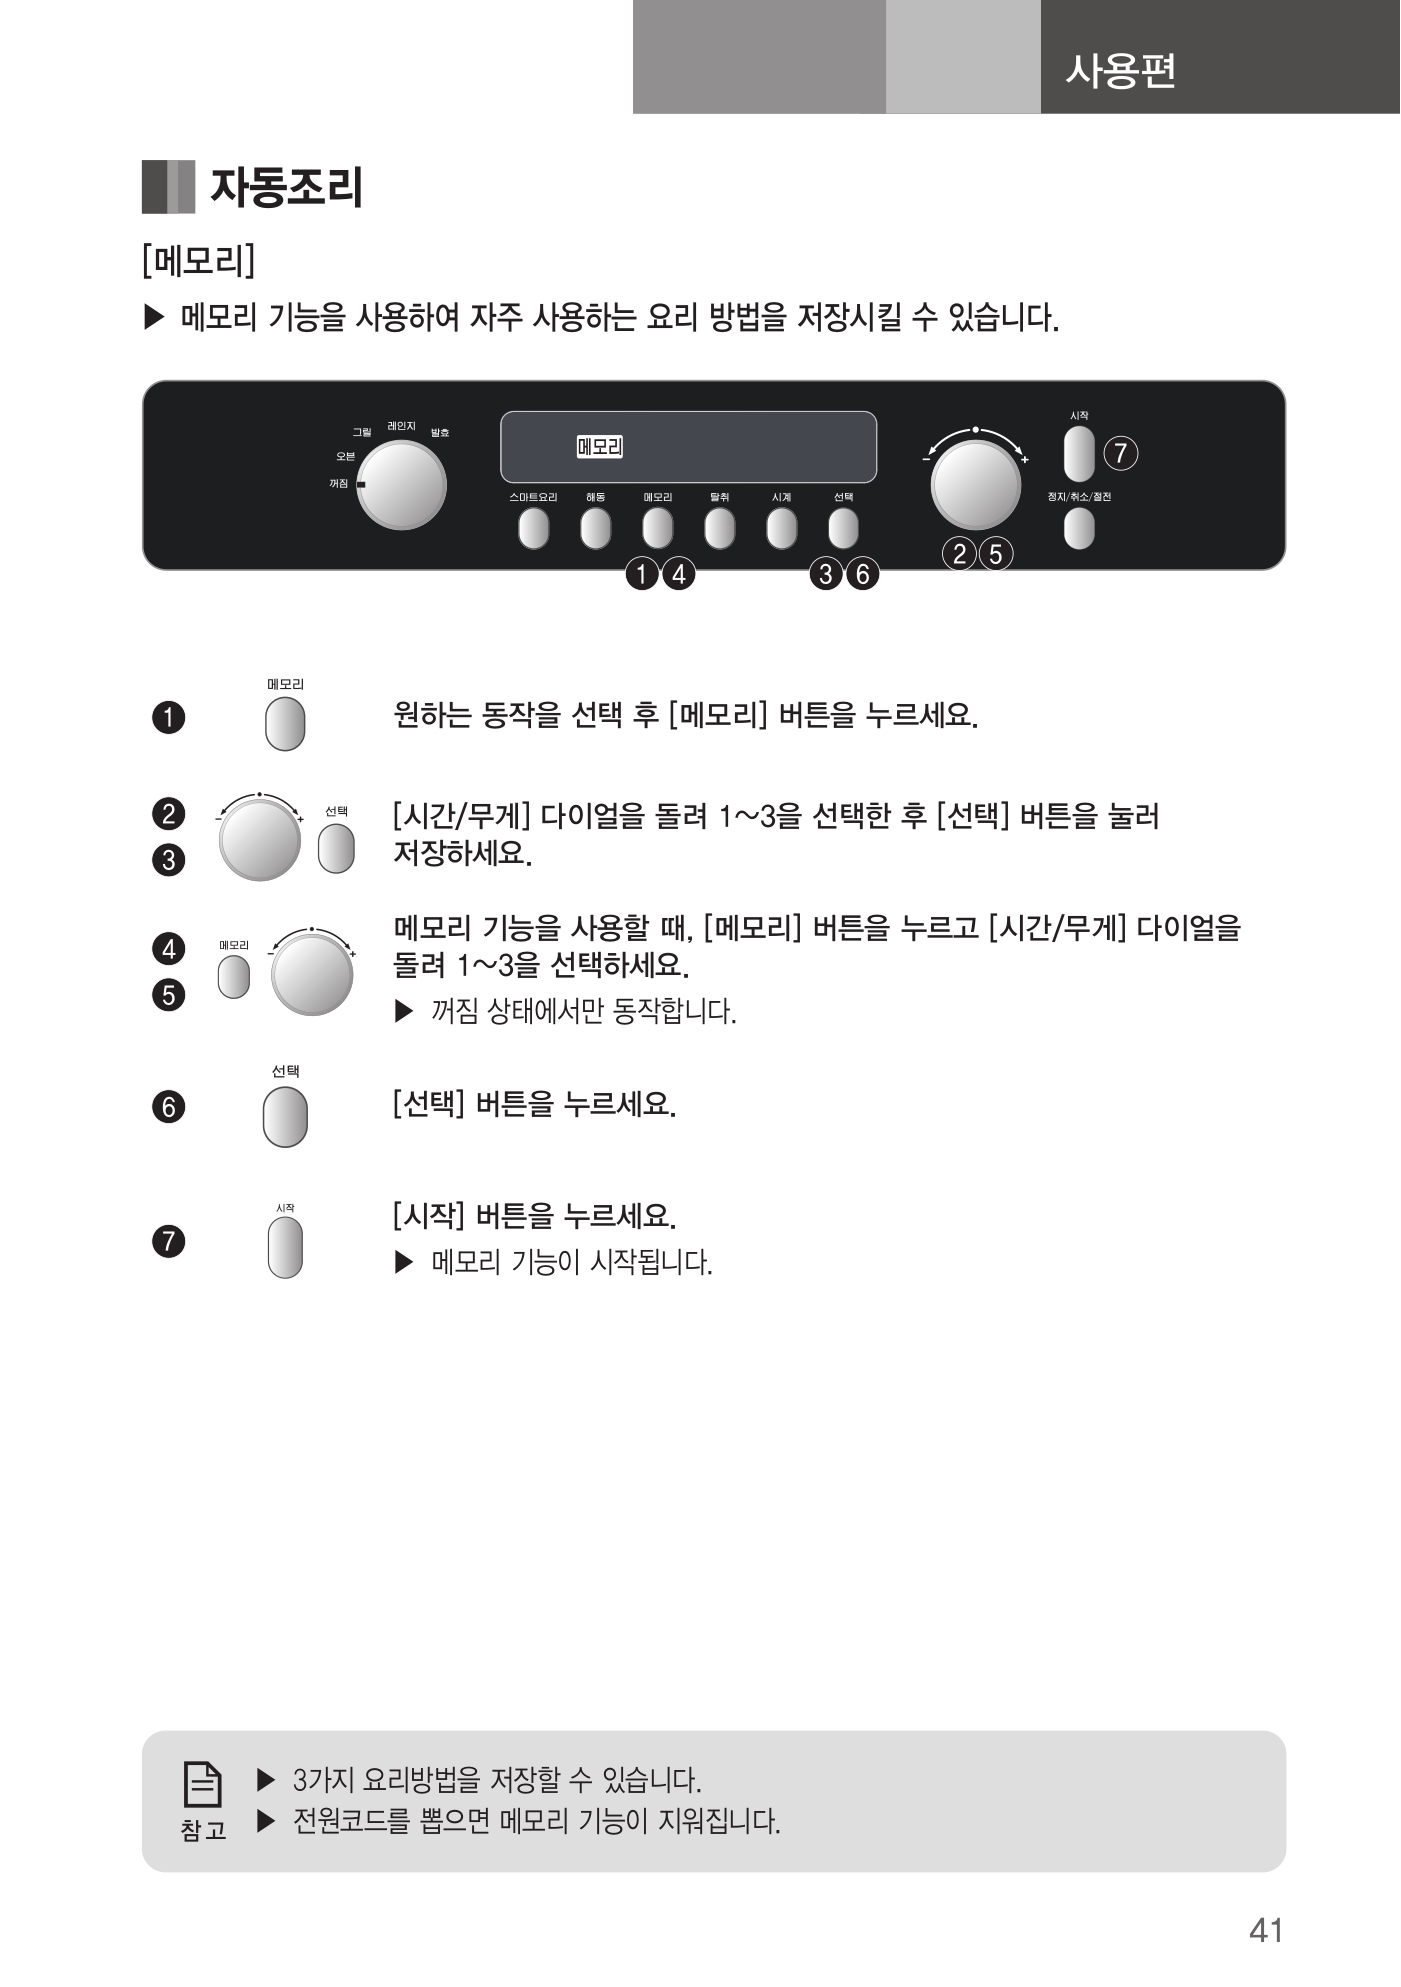 사용편
자동조리
[메모리]
▶ 메모리 기능을 사용하여 자주 사용하는 요리 방법을 저장시킬 수 있습니다.
그릴 레인지 발효
오븐
꺼짐
메모리
스마트요리 해동 메모리 탈취 시계 선택
− +
시작
정지/취소/절전
❼
❶ ❹ ❸ ❻ ❷ ❺
❶ 메모리 원하는 동작을 선택 후 [메모리] 버튼을 누르세요.
❷ − + 선택 [시간/무게] 다이얼을 돌려 1~3을 선택한 후 [선택] 버튼을 눌러
❸ 저장하세요.
❹ 메모리 − + 메모리 기능을 사용할 때, [메모리] 버튼을 누르고 [시간/무게] 다이얼을
❺ 돌려 1~3을 선택하세요.
▶ 꺼짐 상태에서만 동작합니다.
❻ 선택 [선택] 버튼을 누르세요.
❼ 시작 [시작] 버튼을 누르세요.
▶ 메모리 기능이 시작됩니다.
참고
▶ 3가지 요리방법을 저장할 수 있습니다.
▶ 전원코드를 뽑으면 메모리 기능이 지워집니다.
41